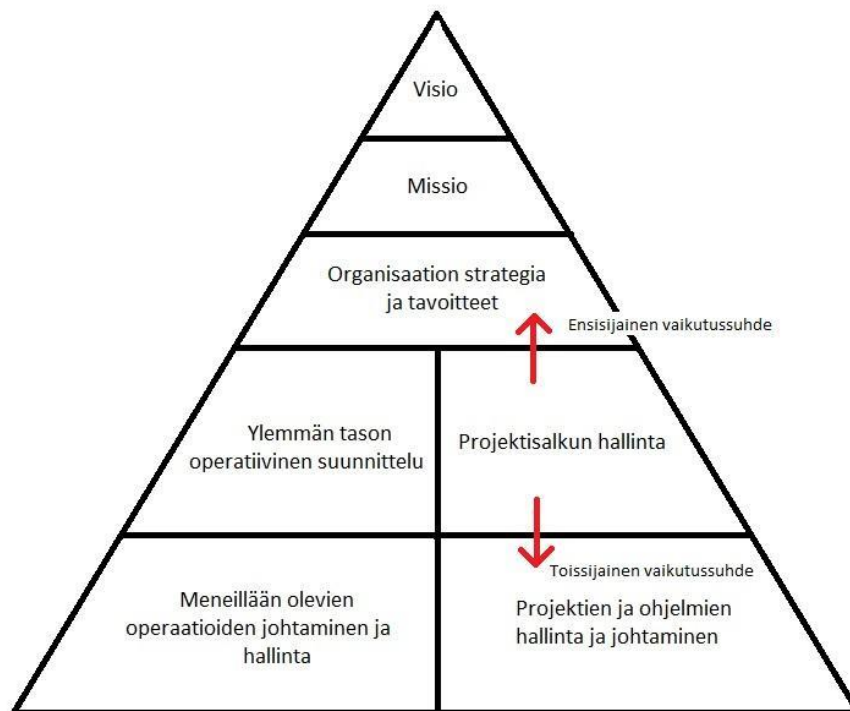 Visio
Missio
Organisaation strategia
ja tavoitteet
Ensisijainen vaikutussuhde
Ylemmän tason
operatiivinen suunnittelu
Projektisalkun hallinta
Toissijainen vaikutussuhde
Meneillään olevien
operaatioiden johtaminen ja
hallinta
Projektien ja ohjelmien
hallinta ja johtaminen